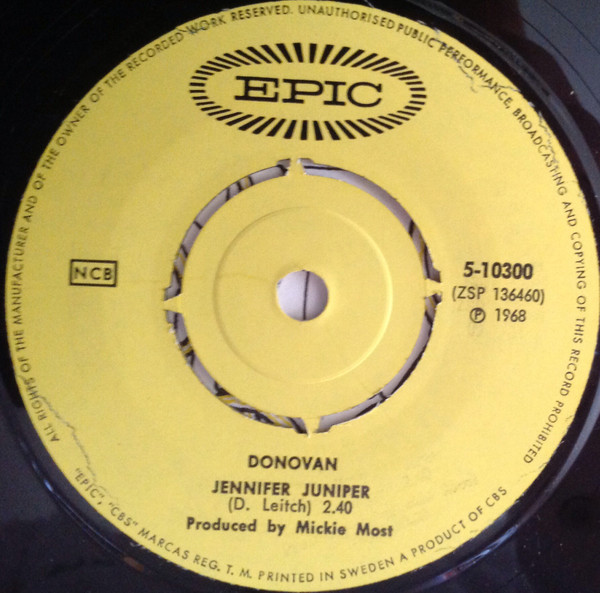 ALL RIGHTS OF THE MANUFACTURER AND OF THE OWNER OF THE RECORDED WORK RESERVED. UNAUTHORISED PUBLIC PERFORMANCE, BROADCASTING AND COPYING OF THIS RECORD PROHIBITED
EPIC
NCB
5-10300
(ZSP 136460)
℗ 1968
DONOVAN
JENNIFER JUNIPER
(D. Leitch) 2.40
Produced by Mickie Most
"EPIC", "CBS" MARCAS REG. T. M. PRINTED IN SWEDEN A PRODUCT OF CBS